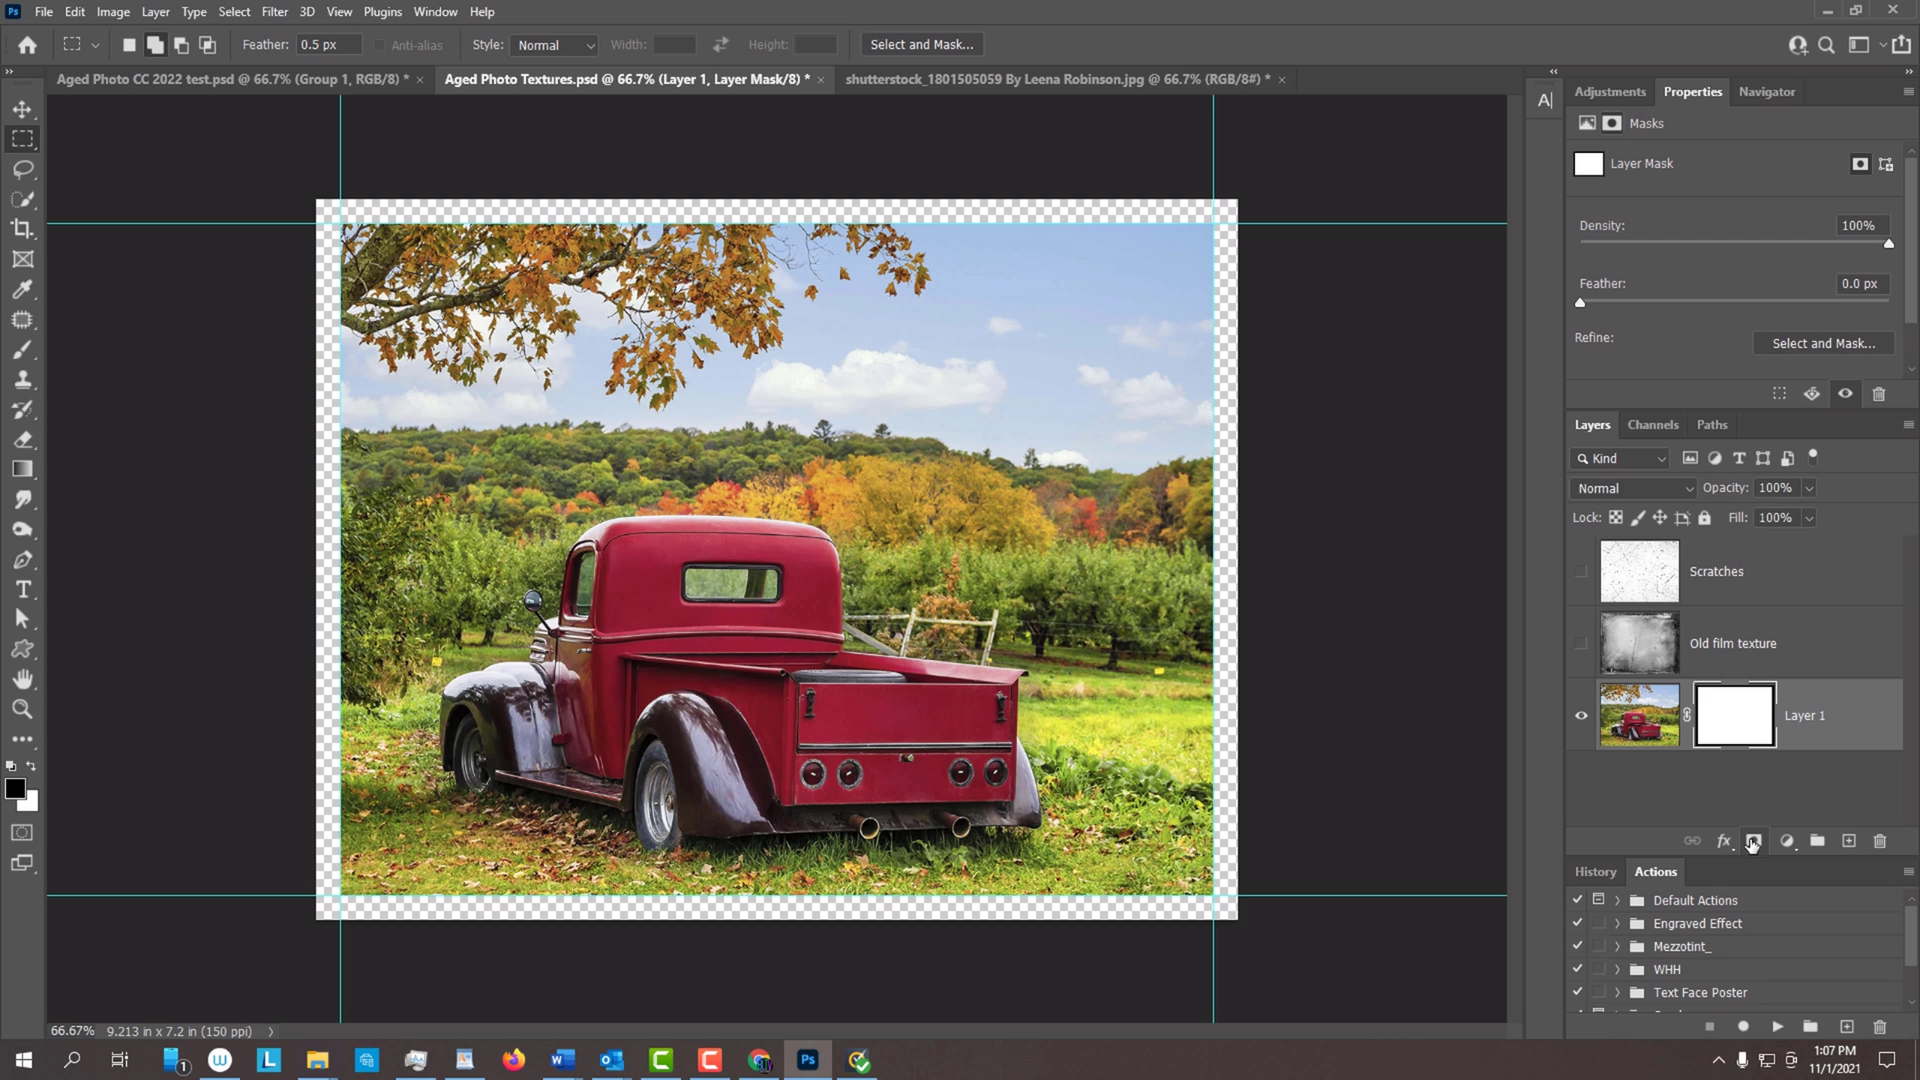 Ps File Edit Image Layer Type Select Filter 3D View Plugins Window Help
Feather: 0.5 px Anti-alias Style: Normal Width: Height: Select and Mask...
Aged Photo CC 2022 test.psd @ 66.7% (Group 1, RGB/8) * × Aged Photo Textures.psd @ 66.7% (Layer 1, Layer Mask/8) * × shutterstock_1801505059 By Leena Robinson.jpg @ 66.7% (RGB/8#) * ×
Adjustments Properties Navigator
Masks
Layer Mask
Density: 100%
Feather: 0.0 px
Refine: Select and Mask...
Layers Channels Paths
Kind
Normal Opacity: 100%
Lock: Fill: 100%
Scratches
Old film texture
Layer 1
fx
History Actions
Default Actions
Engraved Effect
Mezzotint_
WHH
Text Face Poster
66.67% 9.213 in x 7.2 in (150 ppi)
1:07 PM
11/1/2021